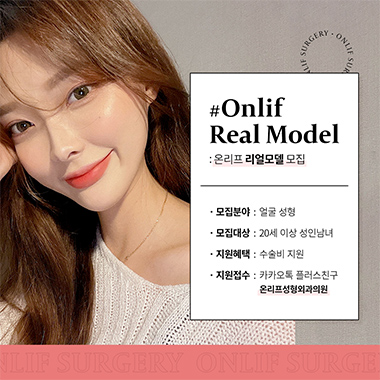 ONLIF SURGERY · ONLIF SURGERY
#Onlif
Real Model
: 온리프 리얼모델 모집
· 모집분야 : 얼굴 성형
· 모집대상 : 20세 이상 성인남녀
· 지원혜택 : 수술비 지원
· 지원접수 : 카카오톡 플러스친구
온리프성형외과의원
ONLIF SURGERY ONLIF SURGERY